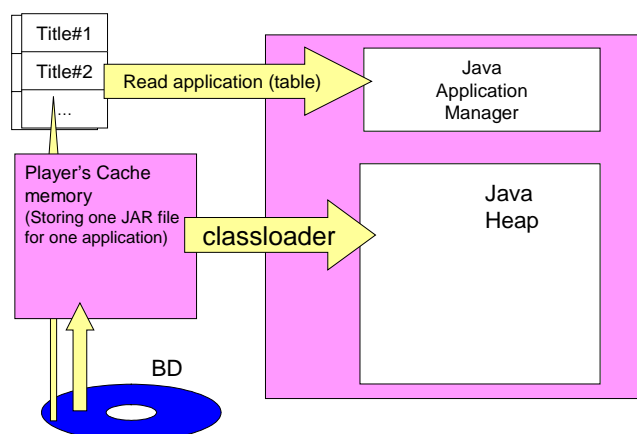 Title#1
Title#2
...
Read application (table)
Java
Application
Manager
Player's Cache
memory
(Storing one JAR file
for one application)
classloader
Java
Heap
BD